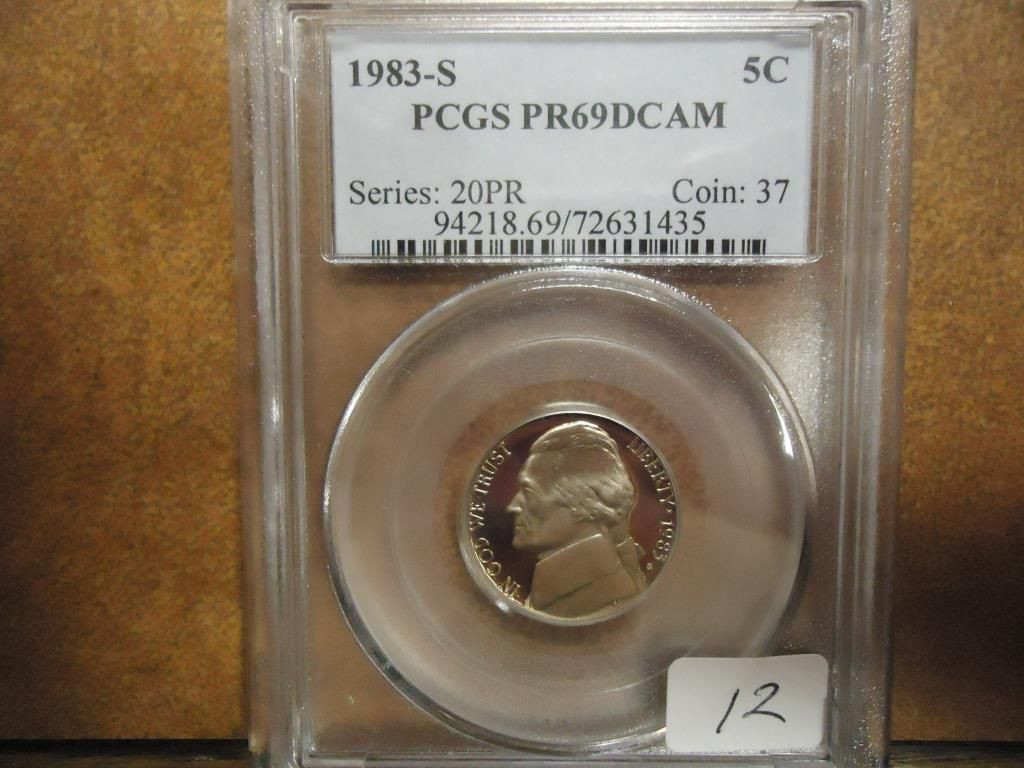 1983-S 5C
PCGS PR69DCAM
Series: 20PR Coin: 37
94218.69/72631435
IN GOD WE TRUST
LIBERTY 1983
12